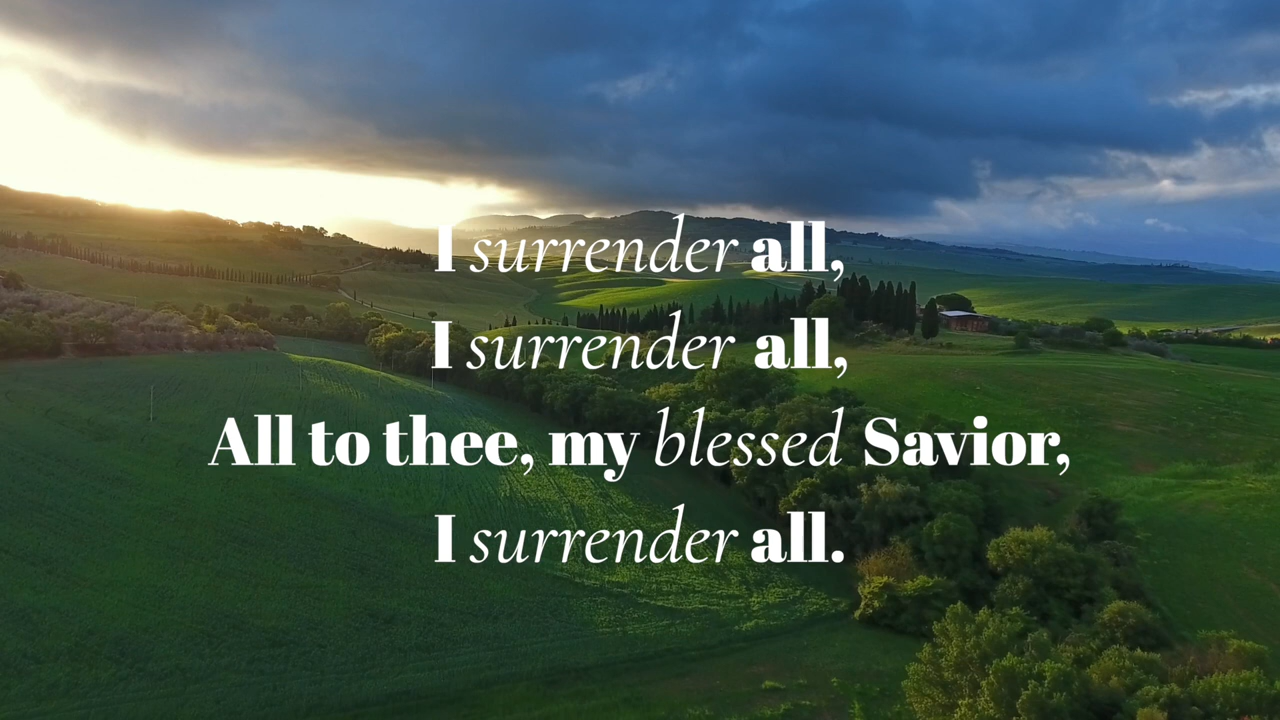 I surrender all,
I surrender all,
All to thee, my blessed Savior,
I surrender all.